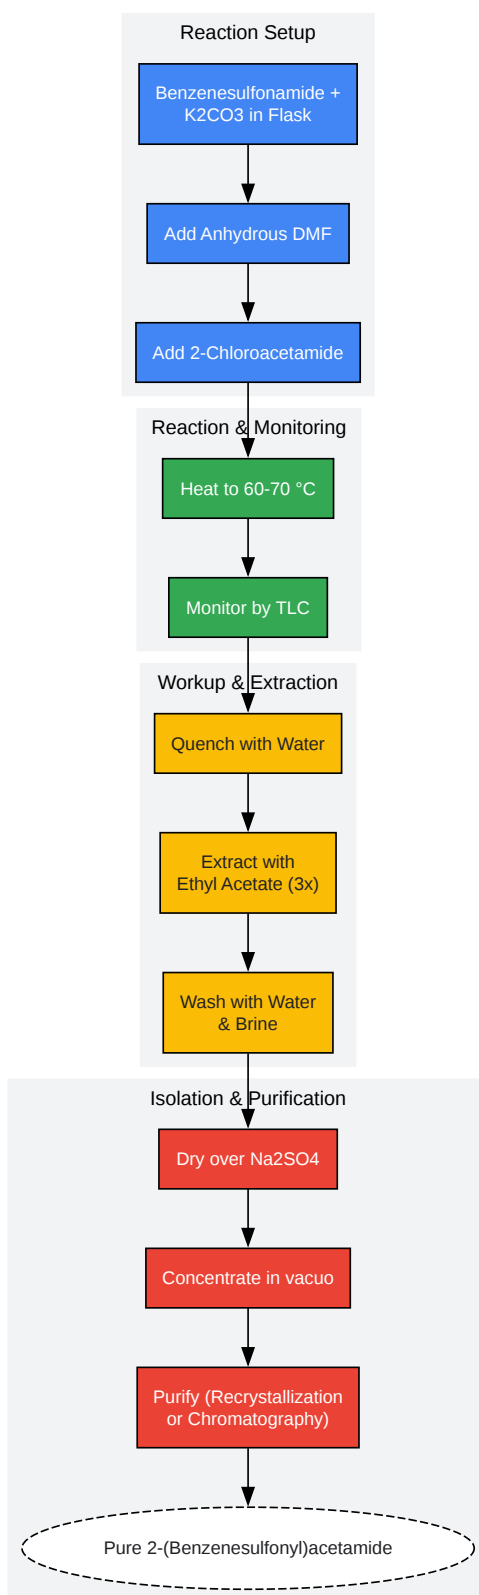 Reaction Setup
Benzenesulfonamide +
K2CO3 in Flask
Add Anhydrous DMF
Add 2-Chloroacetamide
Reaction & Monitoring
Heat to 60-70 °C
Monitor by TLC
Workup & Extraction
Quench with Water
Extract with
Ethyl Acetate (3x)
Wash with Water
& Brine
Isolation & Purification
Dry over Na2SO4
Concentrate in vacuo
Purify (Recrystallization
or Chromatography)
Pure 2-(Benzenesulfonyl)acetamide